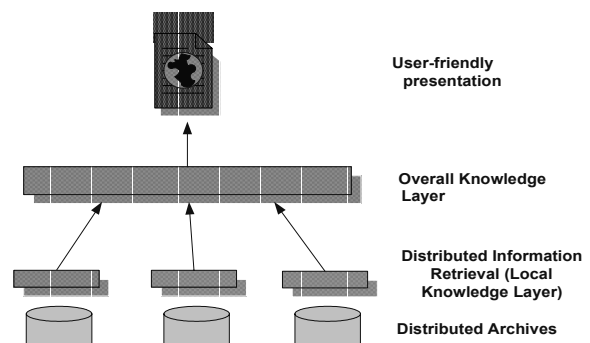 User-friendly
presentation
Overall Knowledge
Layer
Distributed Information
Retrieval (Local
Knowledge Layer)
Distributed Archives